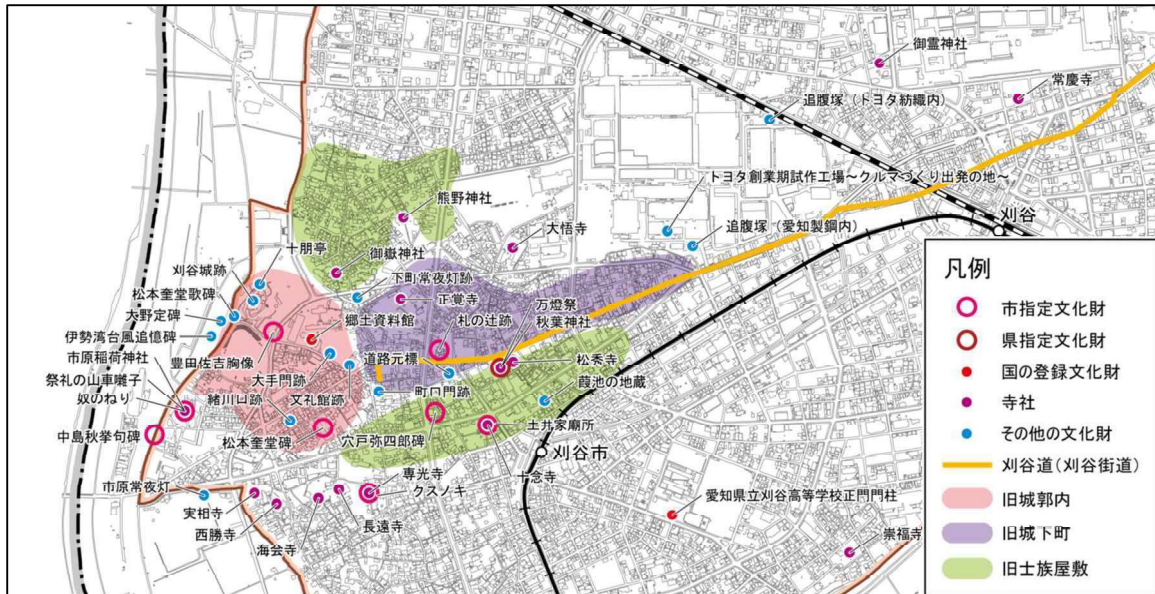 御霊神社
常慶寺
追腹塚（トヨタ紡織内）
トヨタ創業期試作工場～クルマづくり出発の地～
熊野神社
大悟寺
追腹塚（愛知製鋼内）
刈谷
十朋亭
御嶽神社
刈谷城跡
下町常夜灯跡
松本奎堂歌碑
正覚寺
万燈祭
大野定碑
郷土資料館
札の辻跡
秋葉神社
伊勢湾台風追憶碑
市原稲荷神社
豊田佐吉胸像
道路元標
松秀寺
祭礼の山車囃子
大手門跡
町口門跡
葭池の地蔵
奴のねり
緒川口跡
文礼館跡
中島秋挙句碑
松本奎堂碑
穴戸弥四郎碑
土井家廟所
刈谷市
市原常夜灯
専光寺
十念寺
実相寺
クスノキ
愛知県立刈谷高等学校正門門柱
西勝寺
長遠寺
海会寺
崇福寺
凡例
市指定文化財
県指定文化財
国の登録文化財
寺社
その他の文化財
刈谷道（刈谷街道）
旧城郭内
旧城下町
旧士族屋敷